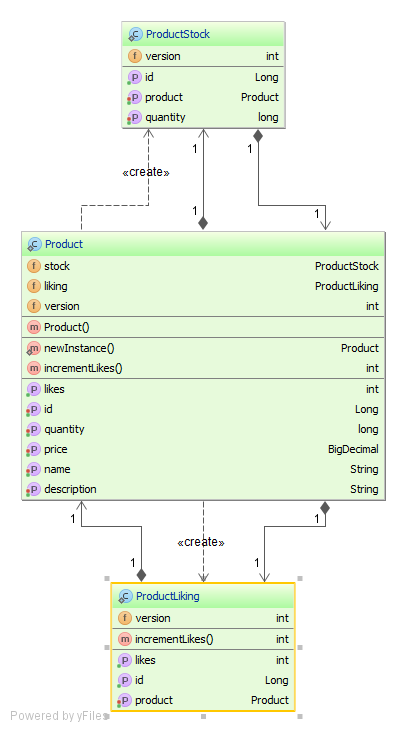 C ProductStock
f version int
P id Long
P product Product
P quantity long
1 1
«create»
1 1
C Product
f stock ProductStock
f liking ProductLiking
f version int
m Product()
m newInstance() Product
m incrementLikes() int
P likes int
P id Long
P quantity long
P price BigDecimal
P name String
P description String
1 1
«create»
1 1
C ProductLiking
f version int
m incrementLikes() int
P likes int
P id Long
P product Product
Powered by yFiles